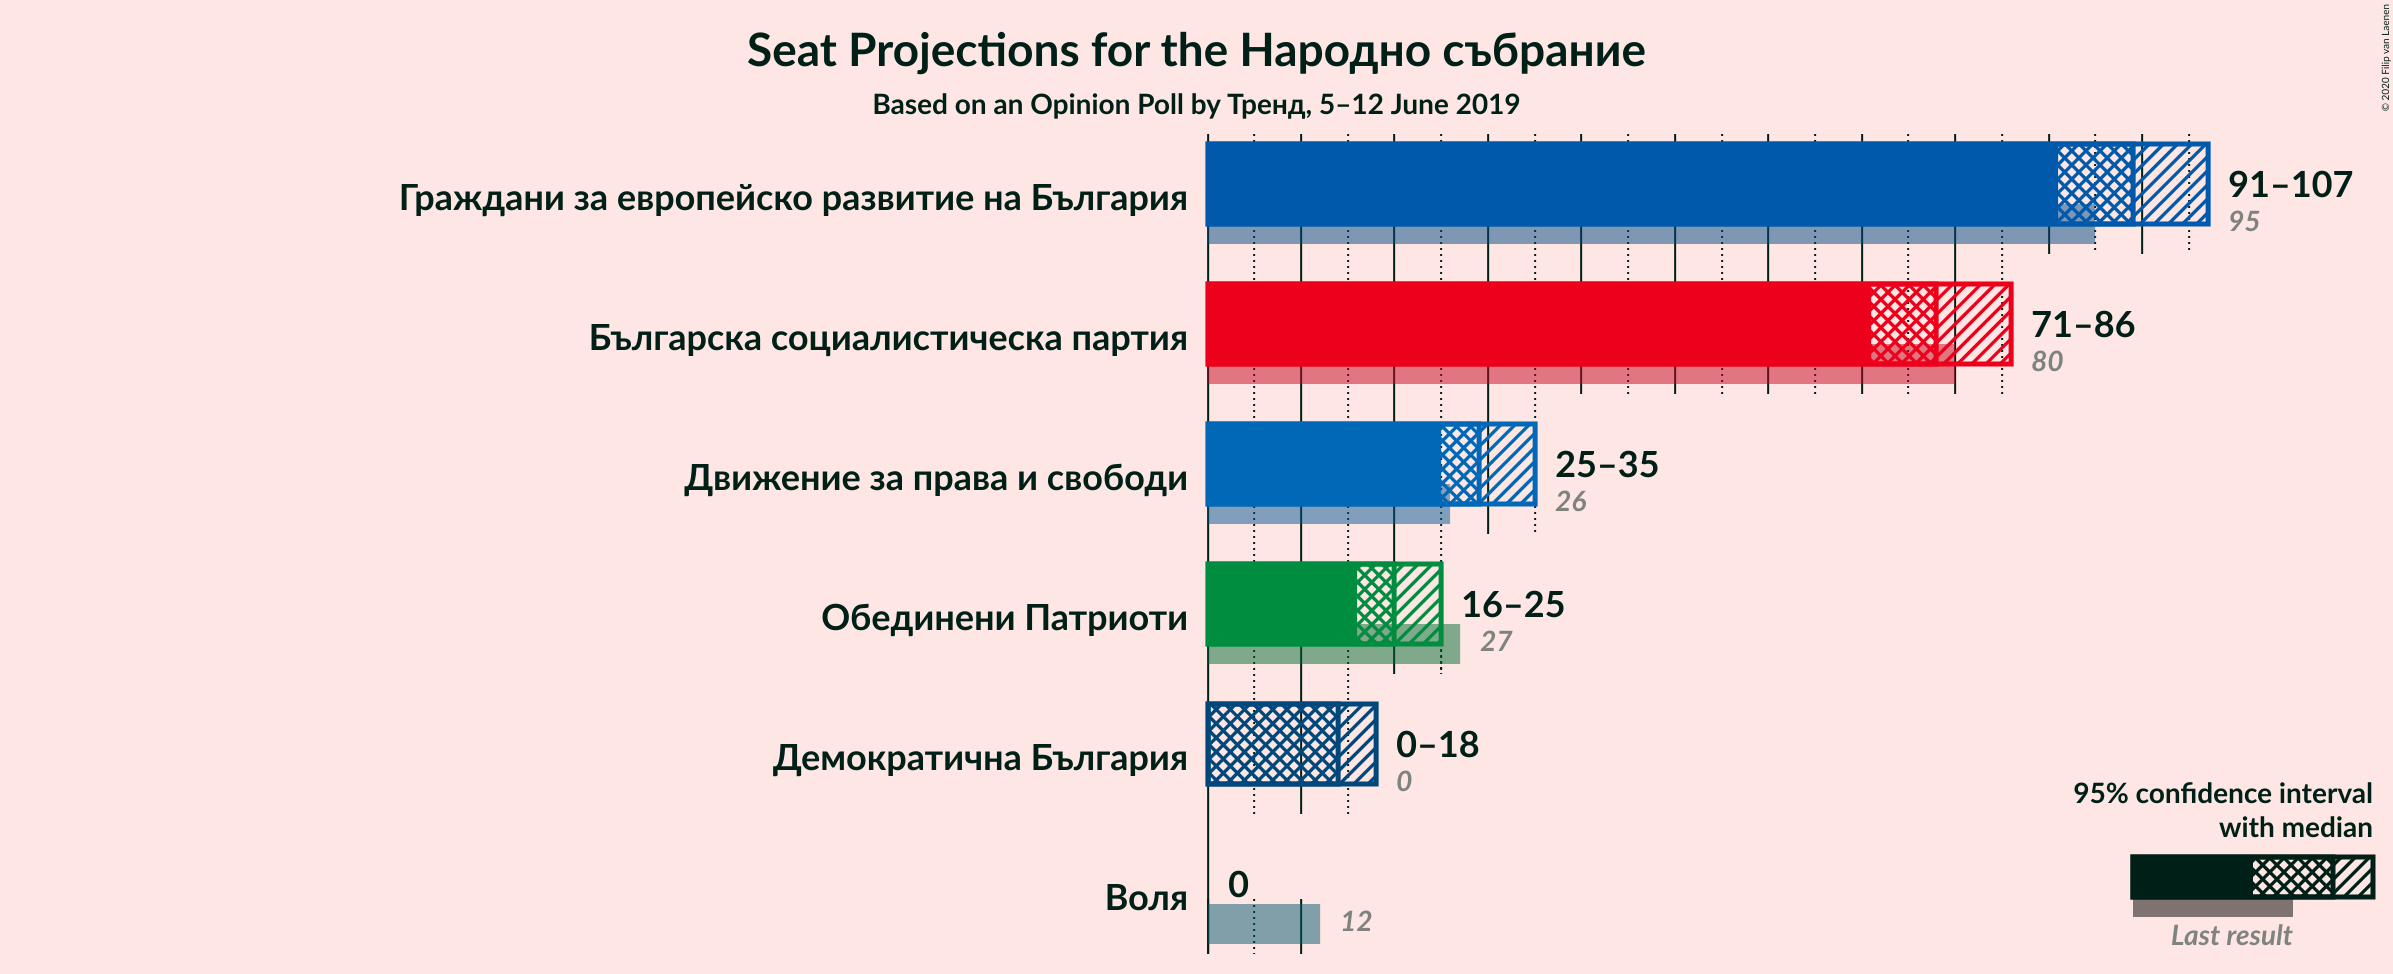 Seat Projections for the Народно събрание
Based on an Opinion Poll by Тренд, 5–12 June 2019
© 2020 Filip van Laenen
Граждани за европейско развитие на България
91–107
95
Българска социалистическа партия
71–86
80
Движение за права и свободи
25–35
26
Обединени Патриоти
16–25
27
Демократична България
0–18
0
Воля
0
12
95% confidence interval
with median
Last result